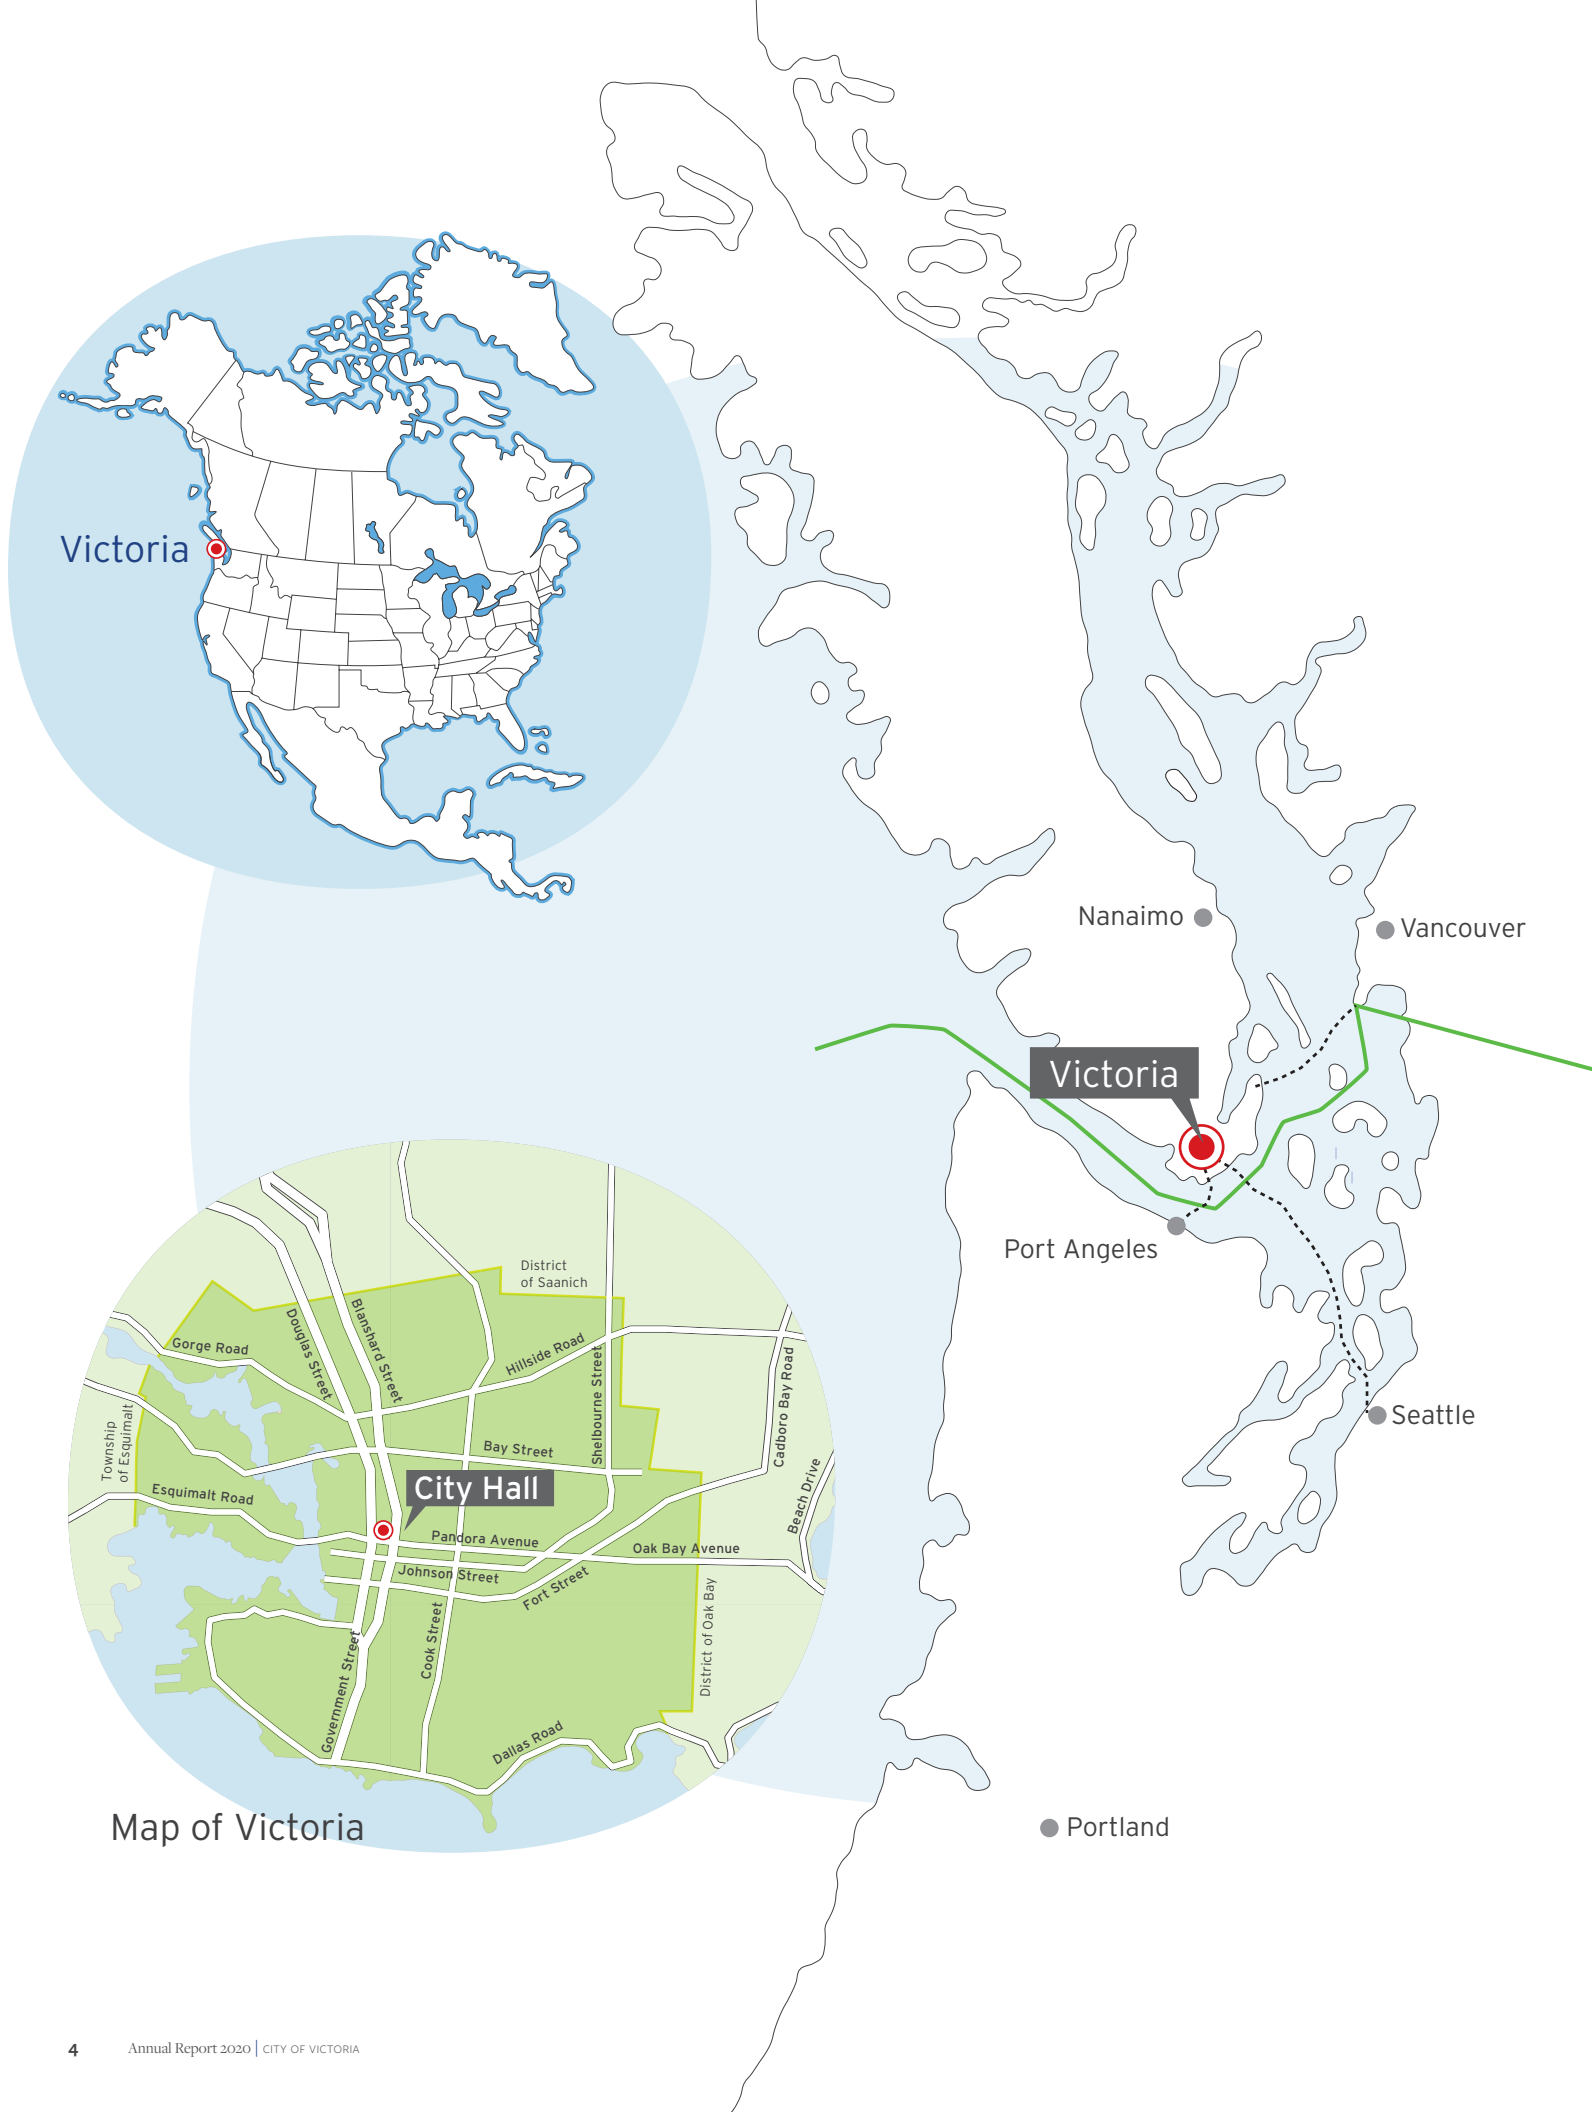 Victoria
Nanaimo
Vancouver
Victoria
Port Angeles
Seattle
Portland
District
of Saanich
Gorge Road
Douglas Street
Blanshard Street
Hillside Road
Shelbourne Street
Cadboro Bay Road
Township
of Esquimalt
Bay Street
Beach Drive
Esquimalt Road
City Hall
Pandora Avenue
Oak Bay Avenue
Johnson Street
Fort Street
Cook Street
District of Oak Bay
Government Street
Dallas Road
Map of Victoria
4 Annual Report 2020 | CITY OF VICTORIA